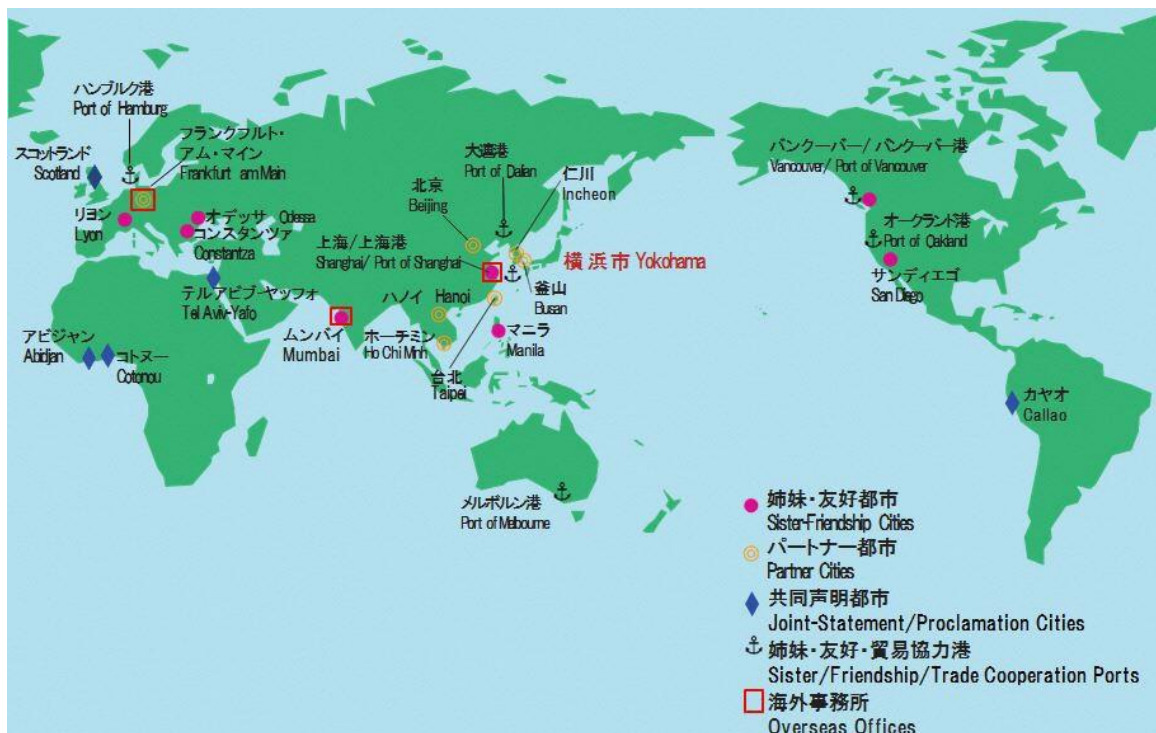 ハンブルク港
Port of Hamburg
フランクフルト・
アム・マイン
Frankfurt am Main
スコットランド
Scotland
リヨン
Lyon
オデッサ Odessa
コンスタンツァ
Constantza
テルアビブ-ヤッフォ
Tel Aviv-Yafo
アビジャン
Abidjan
コトヌー
Cotonou
ムンバイ
Mumbai
北京
Beijing
大連港
Port of Dalian
仁川
Incheon
上海/上海港
Shanghai/ Port of Shanghai
横浜市 Yokohama
釜山
Busan
ハノイ Hanoi
ホーチミン
Ho Chi Minh
台北
Taipei
マニラ
Manila
メルボルン港
Port of Melbourne
バンクーバー/バンクーバー港
Vancouver/ Port of Vancouver
オークランド港
Port of Oakland
サンディエゴ
San Diego
カヤオ
Callao
姉妹・友好都市
Sister-Friendship Cities
パートナー都市
Partner Cities
共同声明都市
Joint-Statement/Proclamation Cities
姉妹・友好・貿易協力港
Sister/Friendship/Trade Cooperation Ports
海外事務所
Overseas Offices